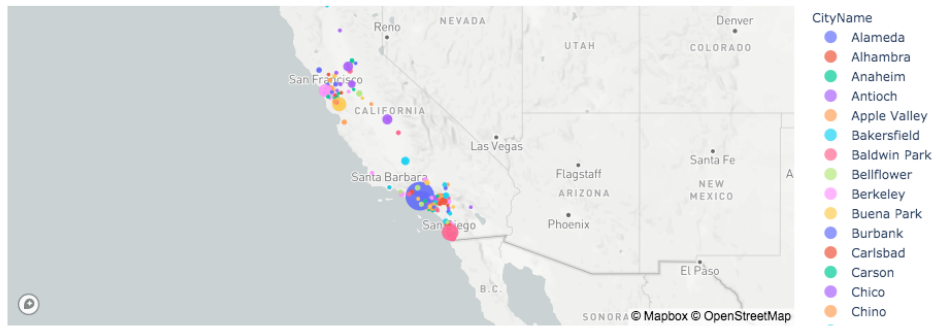 NEVADA
Reno
Denver
UTAH
COLORADO
San Francisco
CALIFORNIA
Las Vegas
Santa Fe
Santa Barbara
Flagstaff
A
ARIZONA
NEW
MEXICO
San Diego
Phoenix
El Paso
B.C.
SONORA
© Mapbox © OpenStreetMap
CityName
Alameda
Alhambra
Anaheim
Antioch
Apple Valley
Bakersfield
Baldwin Park
Bellflower
Berkeley
Buena Park
Burbank
Carlsbad
Carson
Chico
Chino